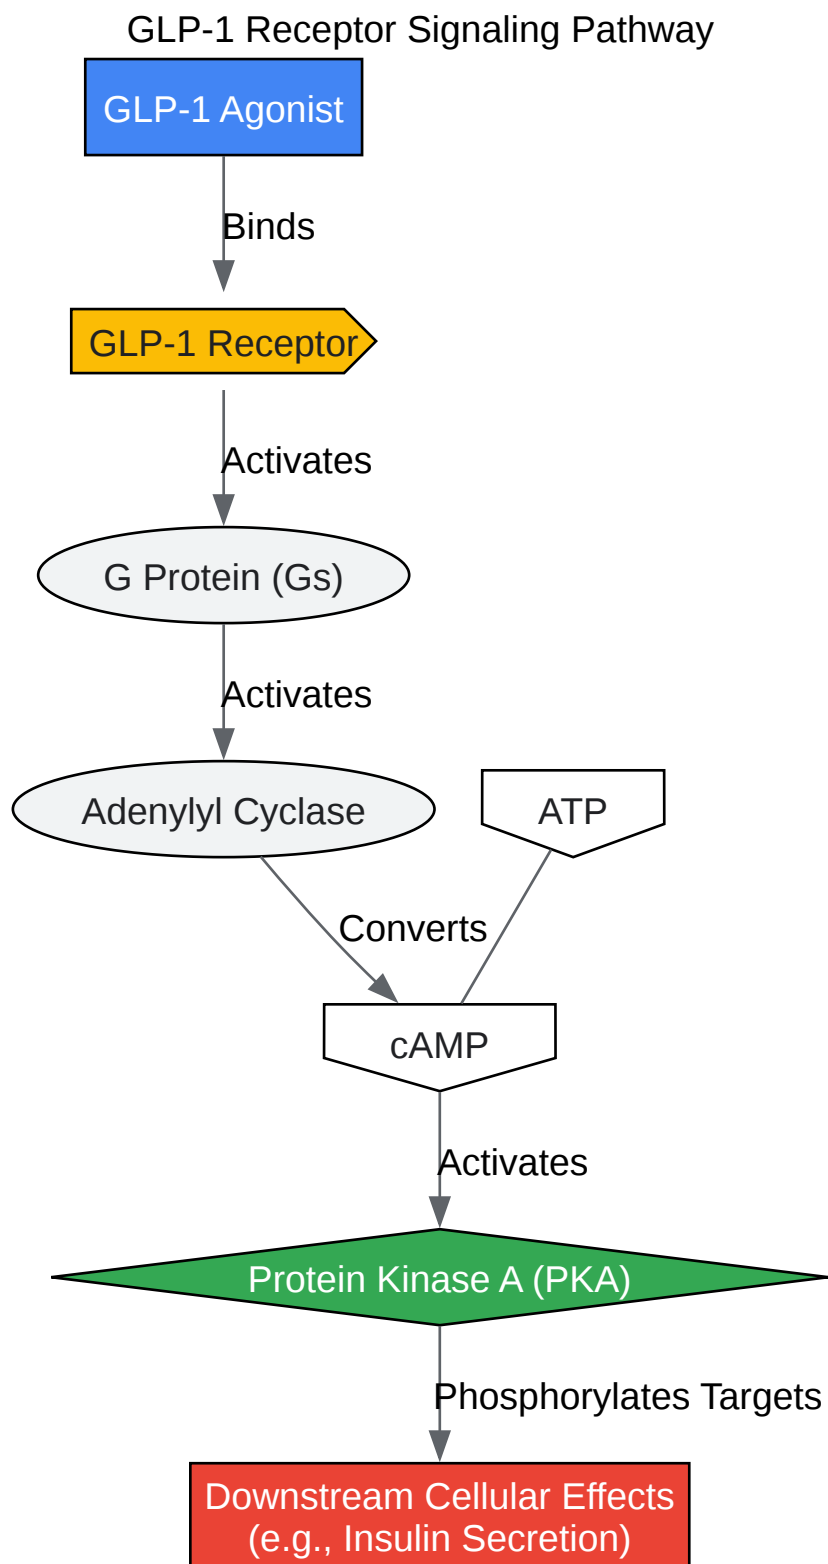 GLP-1 Receptor Signaling Pathway
GLP-1 Agonist
Binds
GLP-1 Receptor
Activates
G Protein (Gs)
Activates
Adenylyl Cyclase
ATP
Converts
cAMP
Activates
Protein Kinase A (PKA)
Phosphorylates Targets
Downstream Cellular Effects
(e.g., Insulin Secretion)